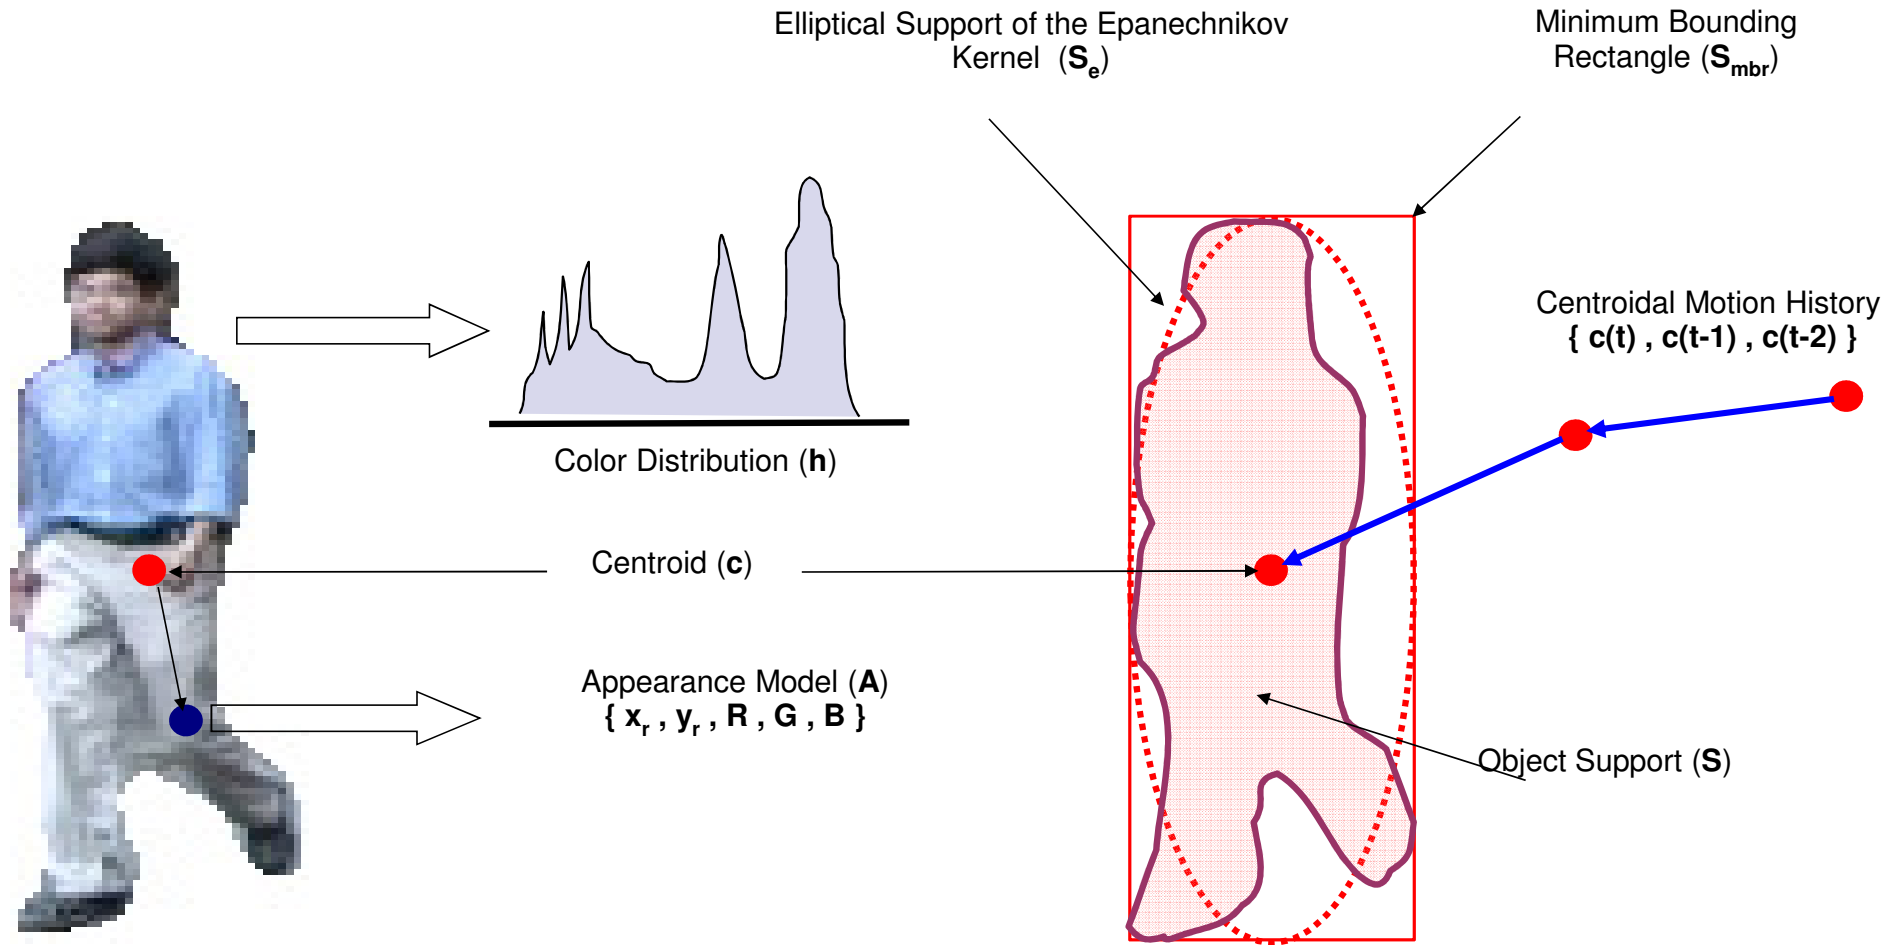 Elliptical Support of the Epanechnikov
Kernel (Se)
Minimum Bounding
Rectangle (Smbr)
Centroidal Motion History
{ c(t) , c(t-1) , c(t-2) }
Color Distribution (h)
Centroid (c)
Appearance Model (A)
{ xr , yr , R , G , B }
Object Support (S)